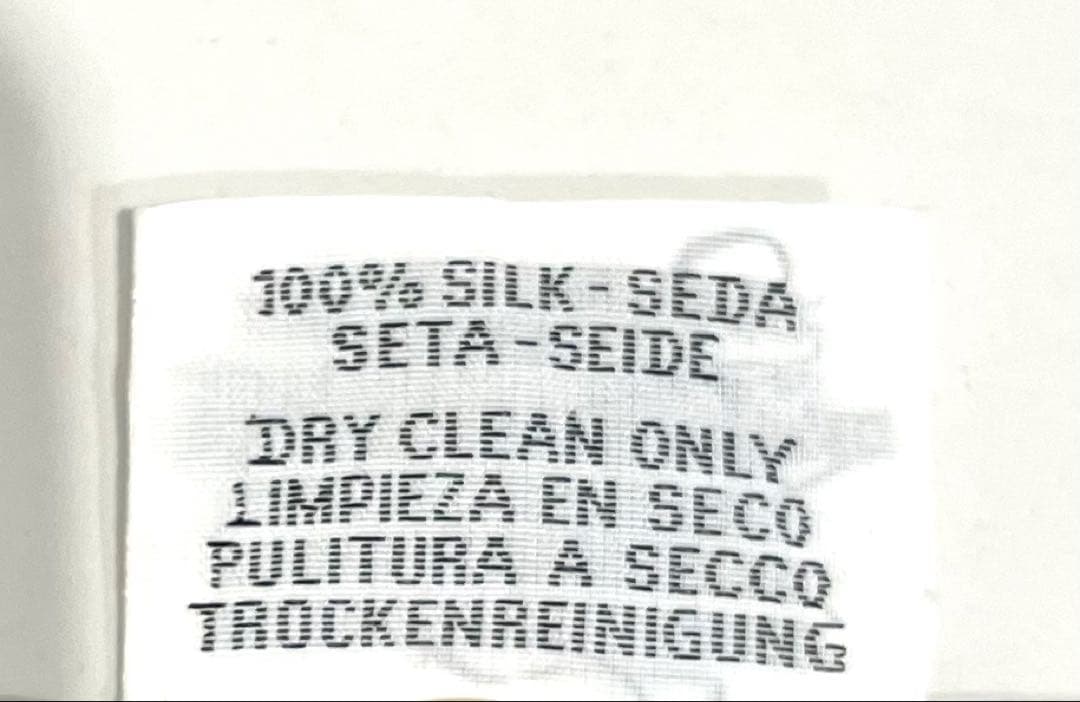 100% SILK-SEDA
SETA-SEIDE
DRY CLEAN ONLY
LIMPIEZA EN SECO
PULITURA A SECCO
TROCKENREINIGUNG